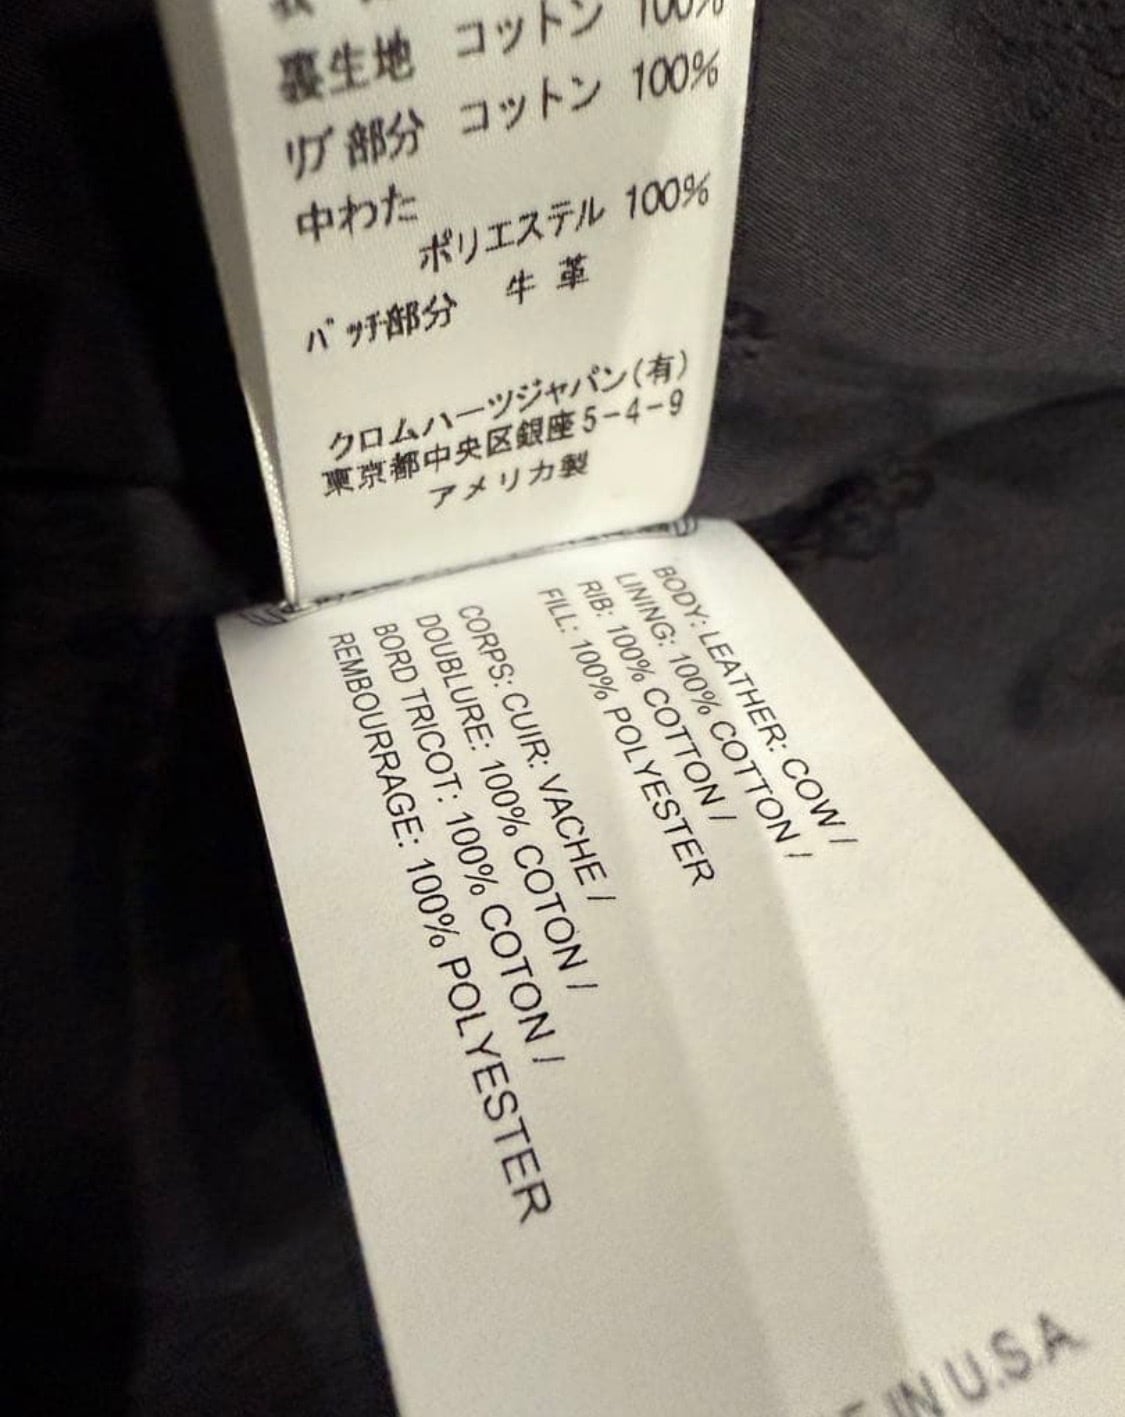 裏生地 コットン 100%
リブ部分 コットン 100%
中わた
ポリエステル 100%
パッチ部分 牛革
クロムハーツジャパン(有)
東京都中央区銀座5-4-9
アメリカ製
BODY: LEATHER: COW /
LINING: 100% COTTON /
RIB: 100% COTTON /
FILL: 100% POLYESTER
CORPS: CUIR: VACHE /
DOUBLURE: 100% COTON /
BORD TRICOT: 100% COTON /
REMBOURRAGE: 100% POLYESTER
E IN U.S.A